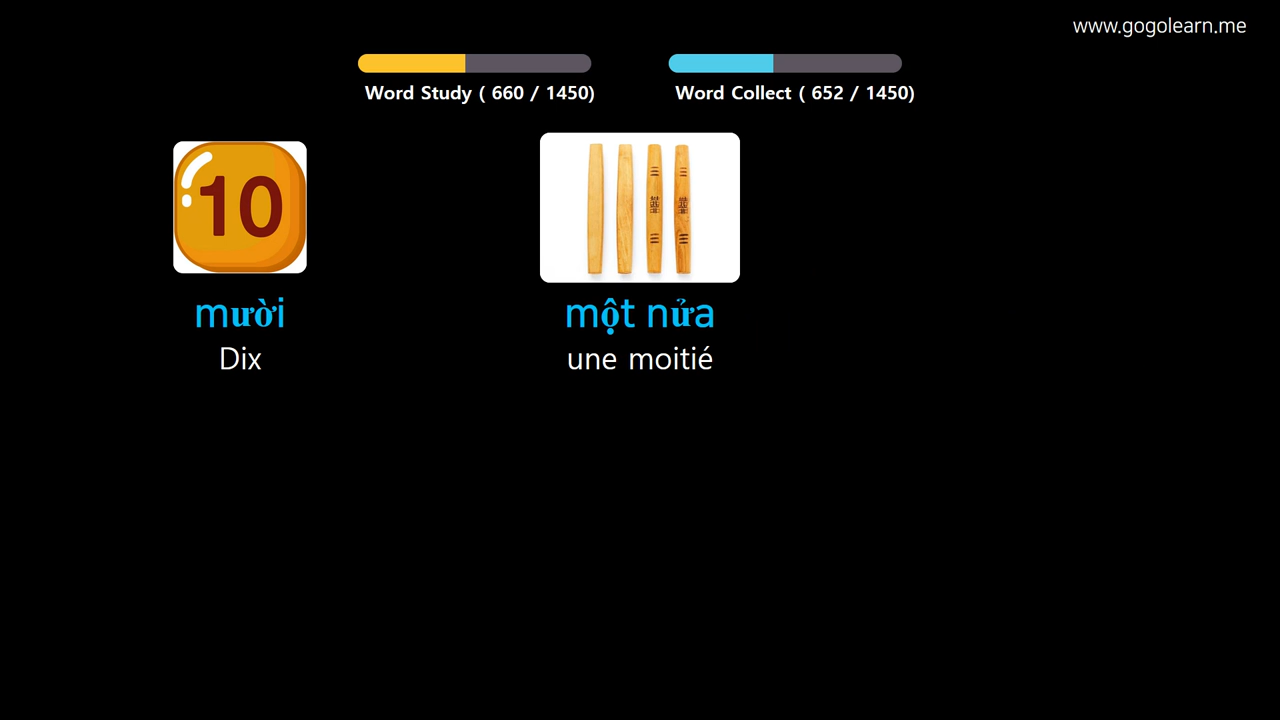 www.gogolearn.me
Word Study ( 660 / 1450)
Word Collect ( 652 / 1450)
10
mười
Dix
một nửa
une moitié